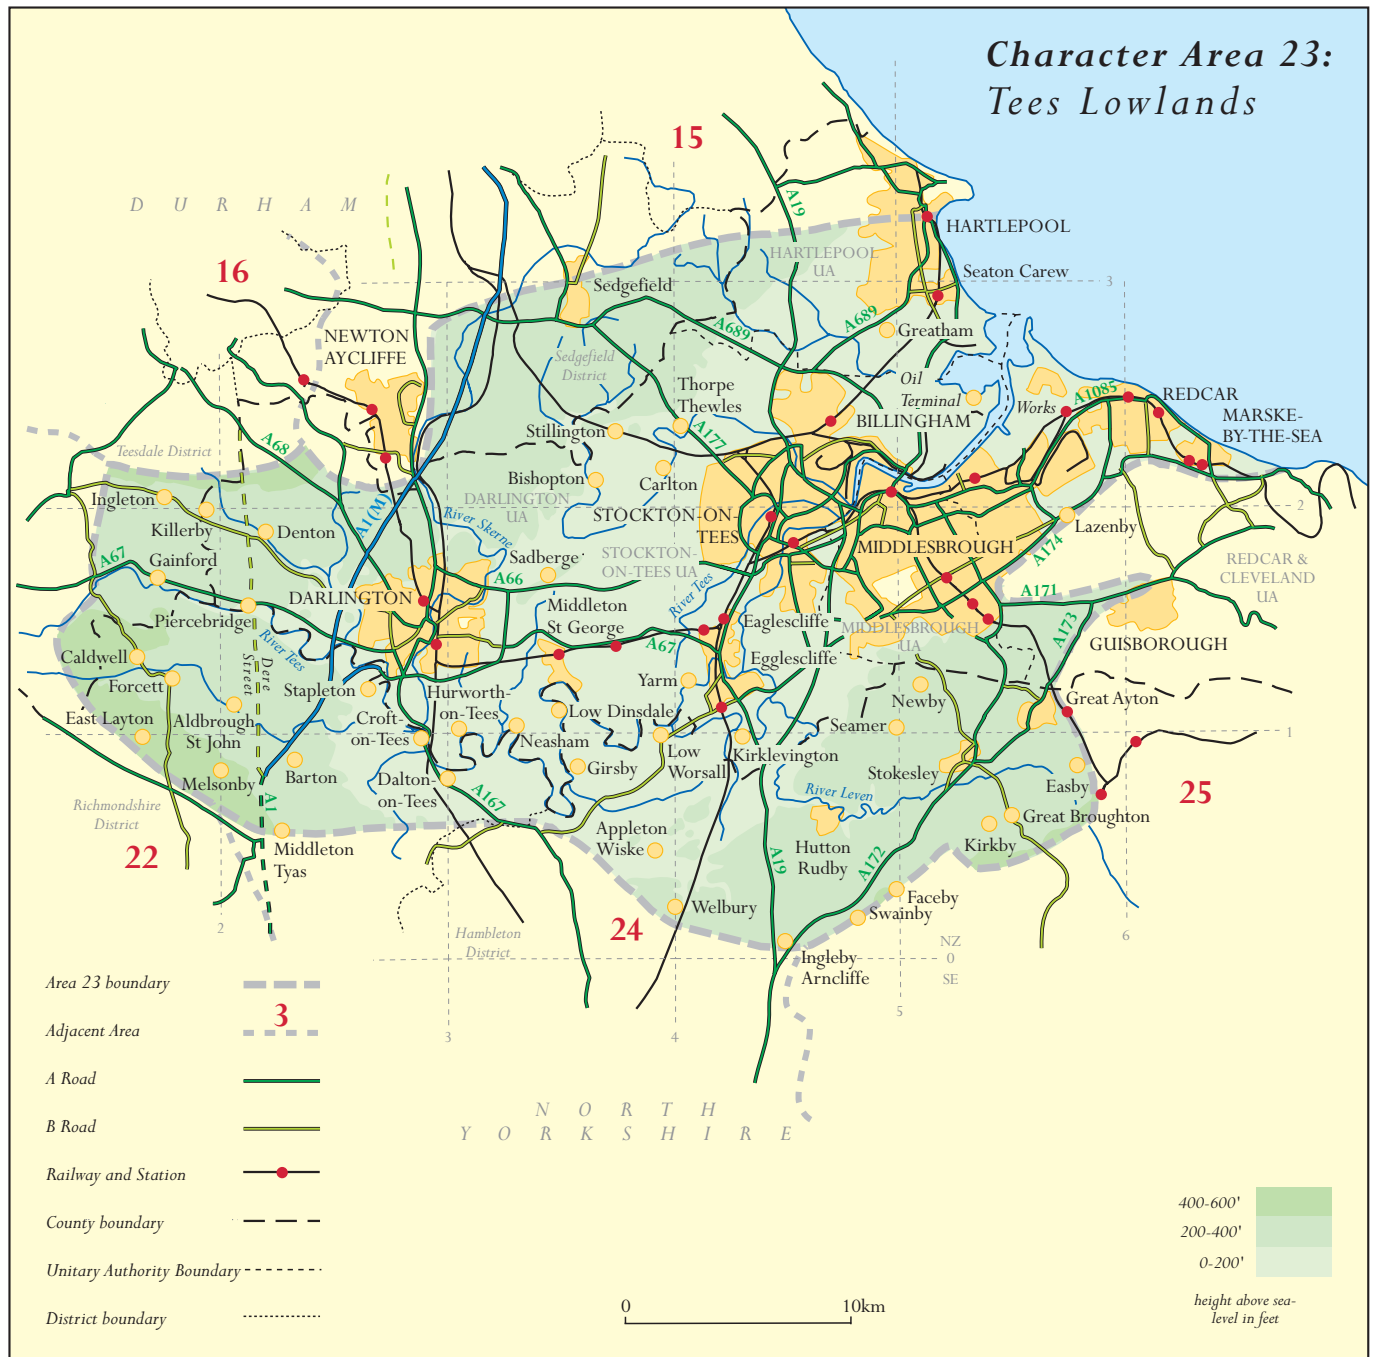 Character Area 23:
Tees Lowlands
15
D U R H A M
A19
HARTLEPOOL
HARTLEPOOL
UA
16
Seaton Carew
3
Sedgefield
A689
A689
Greatham
NEWTON
AYCLIFFE
Sedgefield
District
Oil
Terminal
Thorpe
Thewles
Works
A1085
REDCAR
BILLINGHAM
MARSKE-
BY-THE-SEA
Stillington
A177
A68
Teesdale District
Bishopton
Carlton
Ingleton
DARLINGTON
UA
2
Killerby
A1(M)
River Skerne
STOCKTON-ON-
TEES
Denton
Lazenby
MIDDLESBROUGH
A174
A67
Gainford
Sadberge
STOCKTON-
ON-TEES UA
REDCAR &
CLEVELAND
UA
A66
River Tees
A171
DARLINGTON
Middleton
St George
Piercebridge
Eaglescliffe
MIDDLESBROUGH
UA
A173
River Tees
A67
GUISBOROUGH
Caldwell
Dere
Street
Egglescliffe
Forcett
Stapleton
Yarm
Hurworth-
on-Tees
Newby
Great Ayton
East Layton
Aldbrough
St John
Croft-
on-Tees
Low Dinsdale
Seamer
1
Neasham
Low
Worsall
Kirklevington
Girsby
Stokesley
Melsonby
Barton
Dalton-
on-Tees
Easby
25
A1
A167
River Leven
Richmondshire
District
Great Broughton
22
Middleton
Tyas
Appleton
Wiske
Hutton
Rudby
Kirkby
A19
A172
Faceby
Welbury
Swainby
2
24
Hambleton
District
6
NZ
0
SE
Ingleby
Arncliffe
5
3
4
Area 23 boundary
3
Adjacent Area
A Road
B Road
Railway and Station
County boundary
Unitary Authority Boundary
District boundary
N O R T H
Y O R K S H I R E
0 10km
400-600'
200-400'
0-200'
height above sea-
level in feet